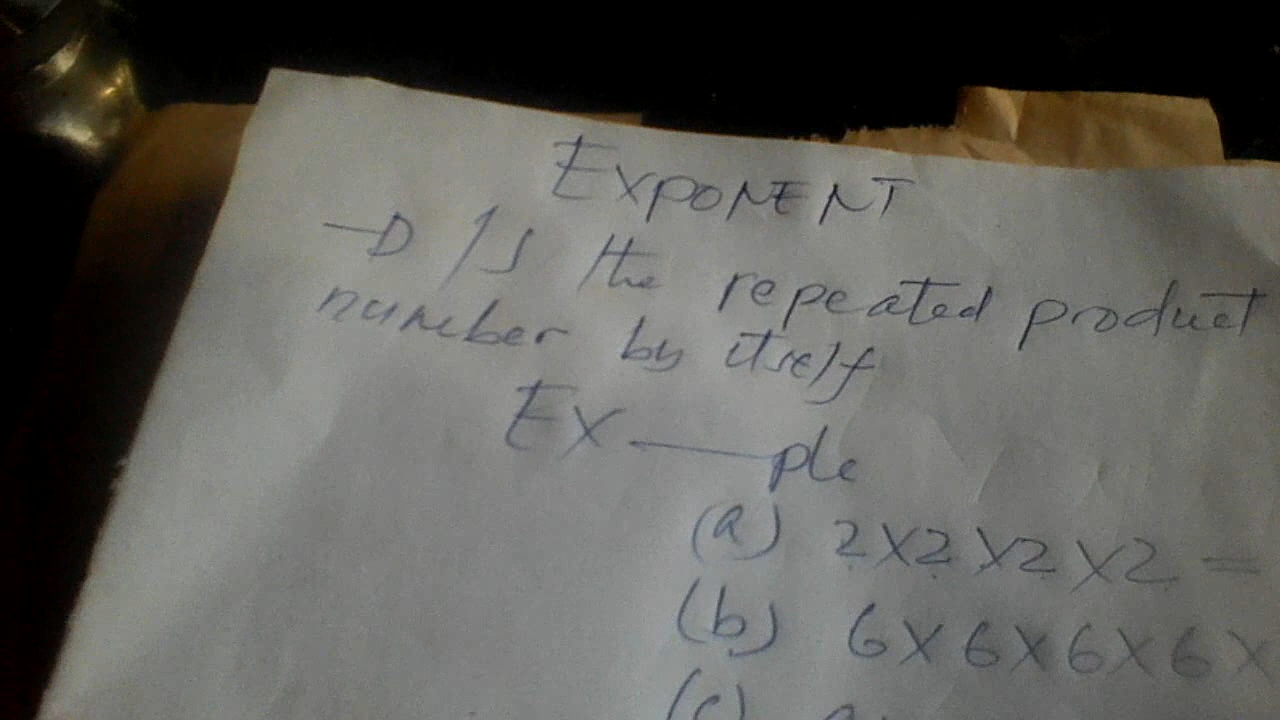 EXPONENT
→ Is the repeated product
number by itself
Ex——ple
(a) 2x2x2x2 =
(b) 6x6x6x6x
(c)